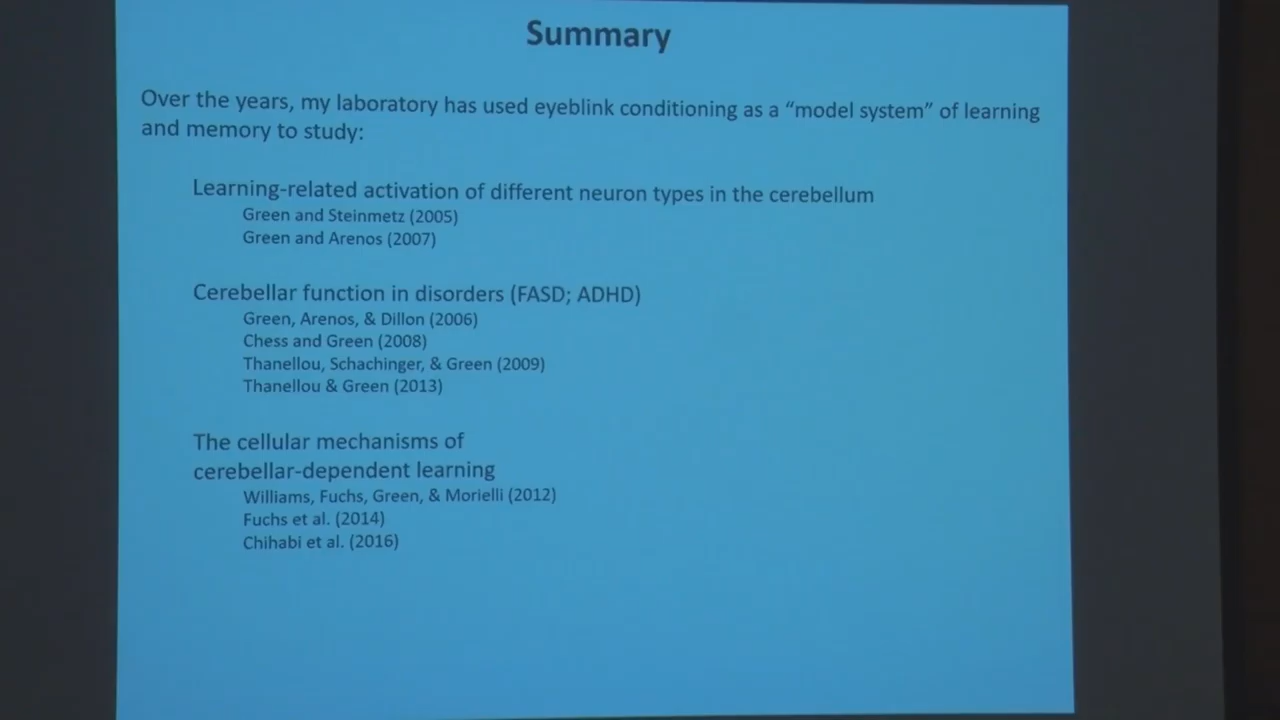 Summary
Over the years, my laboratory has used eyeblink conditioning as a “model system” of learning
and memory to study:
Learning-related activation of different neuron types in the cerebellum
Green and Steinmetz (2005)
Green and Arenos (2007)
Cerebellar function in disorders (FASD; ADHD)
Green, Arenos, & Dillon (2006)
Chess and Green (2008)
Thanellou, Schachinger, & Green (2009)
Thanellou & Green (2013)
The cellular mechanisms of
cerebellar-dependent learning
Williams, Fuchs, Green, & Morielli (2012)
Fuchs et al. (2014)
Chihabi et al. (2016)